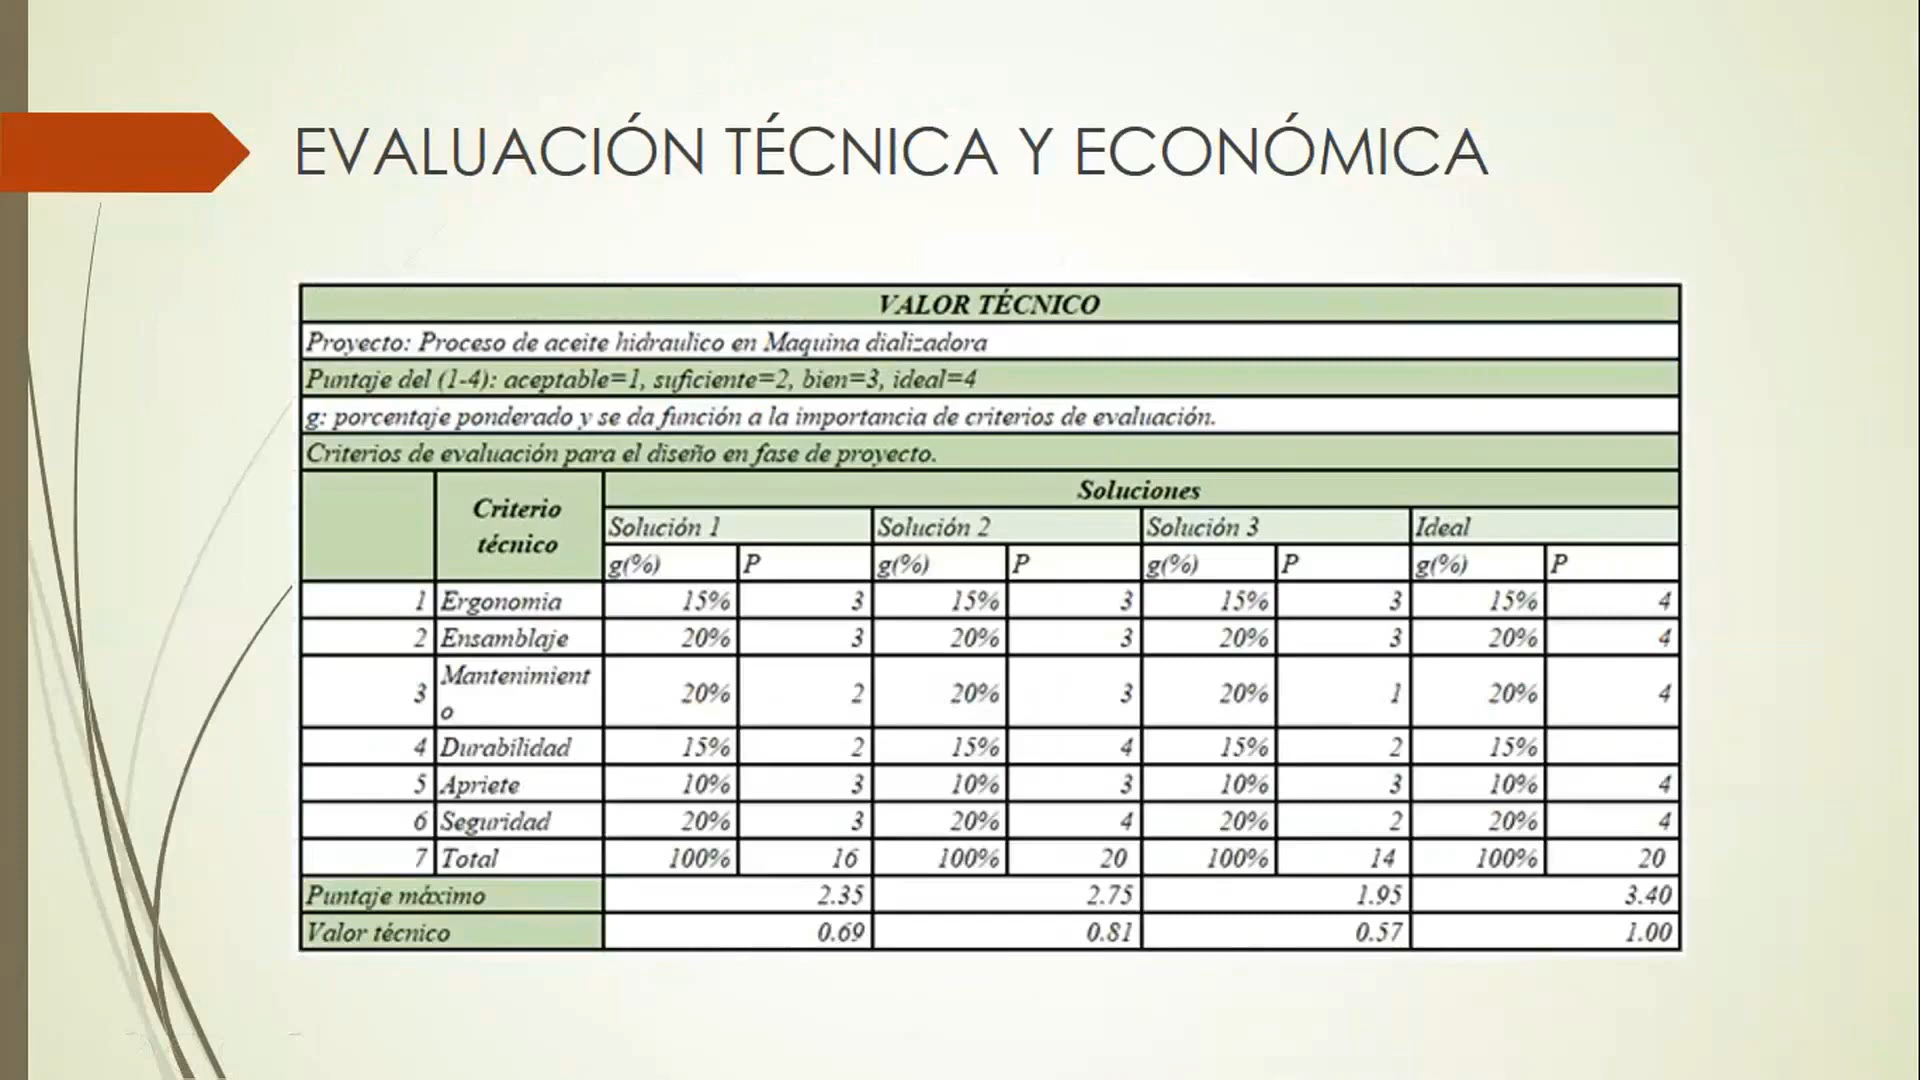 EVALUACIÓN TÉCNICA Y ECONÓMICA
VALOR TÉCNICO
Proyecto: Proceso de aceite hidraulico en Maquina dializadora
Puntaje del (1-4): aceptable=1, suficiente=2, bien=3, ideal=4
g: porcentaje ponderado y se da función a la importancia de criterios de evaluación.
Criterios de evaluación para el diseño en fase de proyecto.
Criterio técnico Soluciones
Solución 1 Solución 2 Solución 3 Ideal
g(%) P g(%) P g(%) P g(%) P
1 Ergonomia 15% 3 15% 3 15% 3 15% 4
2 Ensamblaje 20% 3 20% 3 20% 3 20% 4
3 Mantenimiento 20% 2 20% 3 20% 1 20% 4
4 Durabilidad 15% 2 15% 4 15% 2 15%
5 Apriete 10% 3 10% 3 10% 3 10% 4
6 Seguridad 20% 3 20% 4 20% 2 20% 4
7 Total 100% 16 100% 20 100% 14 100% 20
Puntaje máximo 2.35 2.75 1.95 3.40
Valor técnico 0.69 0.81 0.57 1.00